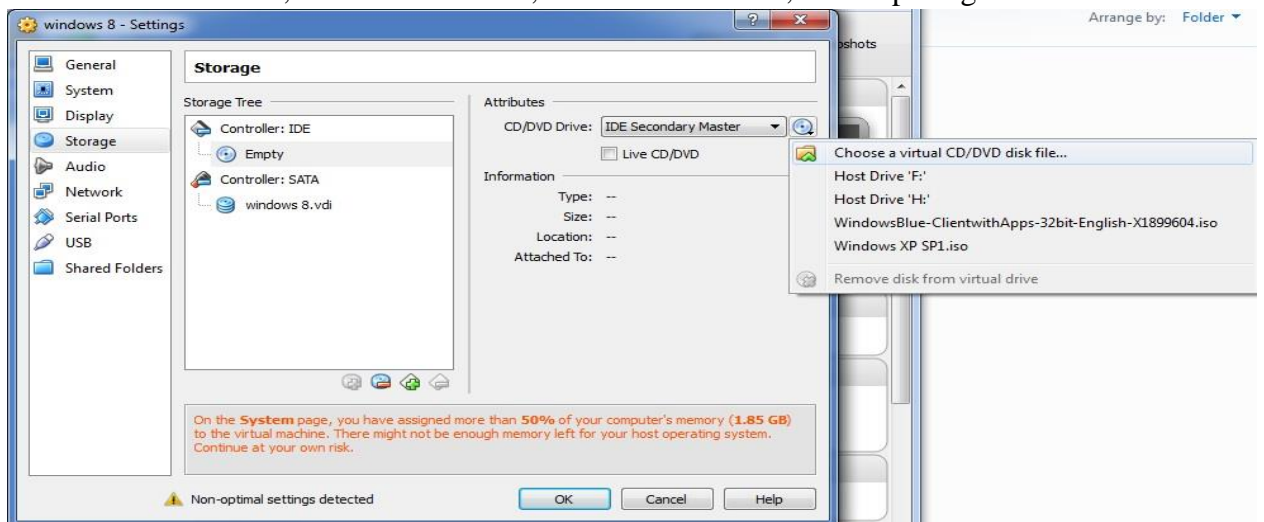 windows 8 - Settings
Arrange by: Folder
pshots
General
System
Display
Storage
Audio
Network
Serial Ports
USB
Shared Folders
Storage
Storage Tree
Controller: IDE
Empty
Controller: SATA
windows 8.vdi
Attributes
CD/DVD Drive: IDE Secondary Master
Live CD/DVD
Information
Type: --
Size: --
Location: --
Attached To: --
Choose a virtual CD/DVD disk file...
Host Drive 'F:'
Host Drive 'H:'
WindowsBlue-ClientwithApps-32bit-English-X1899604.iso
Windows XP SP1.iso
Remove disk from virtual drive
On the System page, you have assigned more than 50% of your computer's memory (1.85 GB)
to the virtual machine. There might not be enough memory left for your host operating system.
Continue at your own risk.
Non-optimal settings detected
OK
Cancel
Help